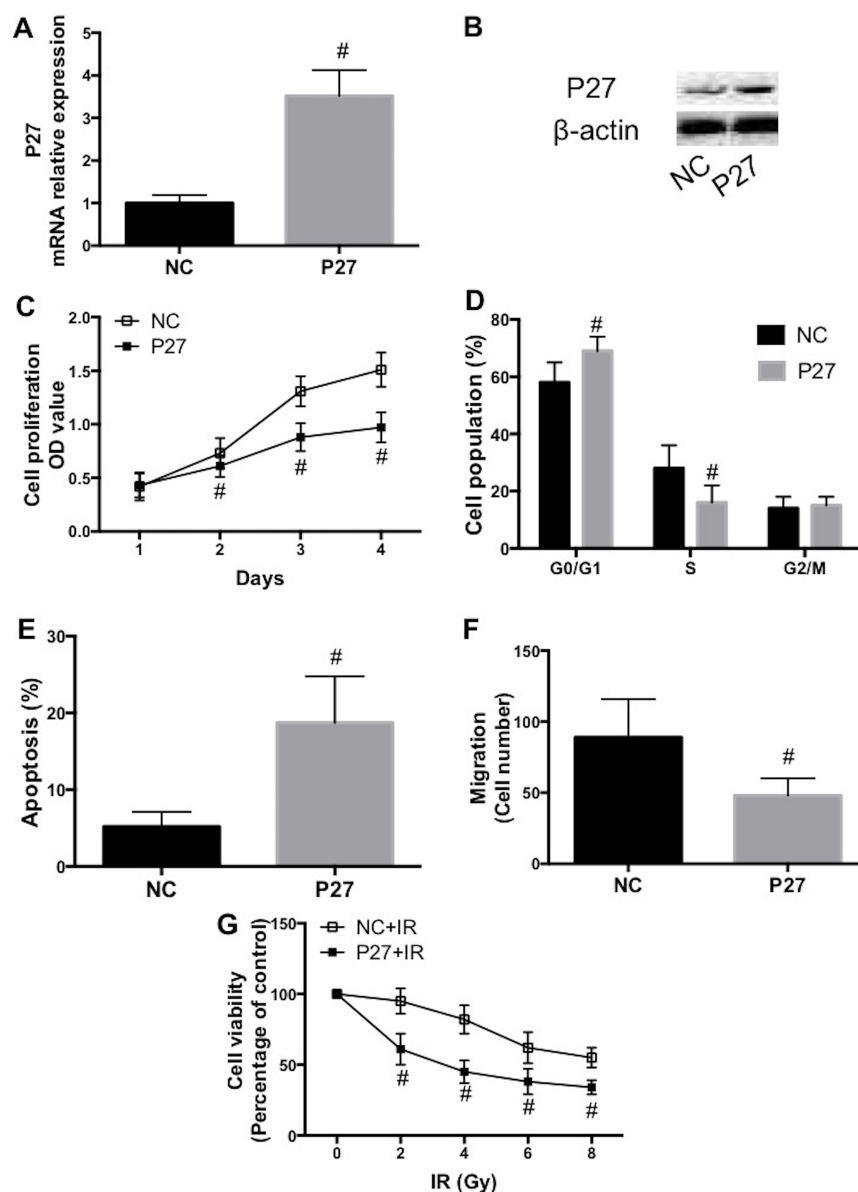 A
P27
mRNA relative expression
5
4
3
2
1
0
#
NC
P27
B
P27
β-actin
NC
P27
C
Cell proliferation
OD value
2.0
1.5
1.0
0.5
0.0
NC
P27
#
#
#
1
2
3
4
Days
D
Cell population (%)
80
60
40
20
0
#
#
NC
P27
G0/G1
S
G2/M
E
Apoptosis (%)
30
20
10
0
#
NC
P27
F
Migration
(Cell number)
150
100
50
0
#
NC
P27
G
Cell viability
(Percentage of control)
150
100
50
0
NC+IR
P27+IR
#
#
#
#
0
2
4
6
8
IR (Gy)